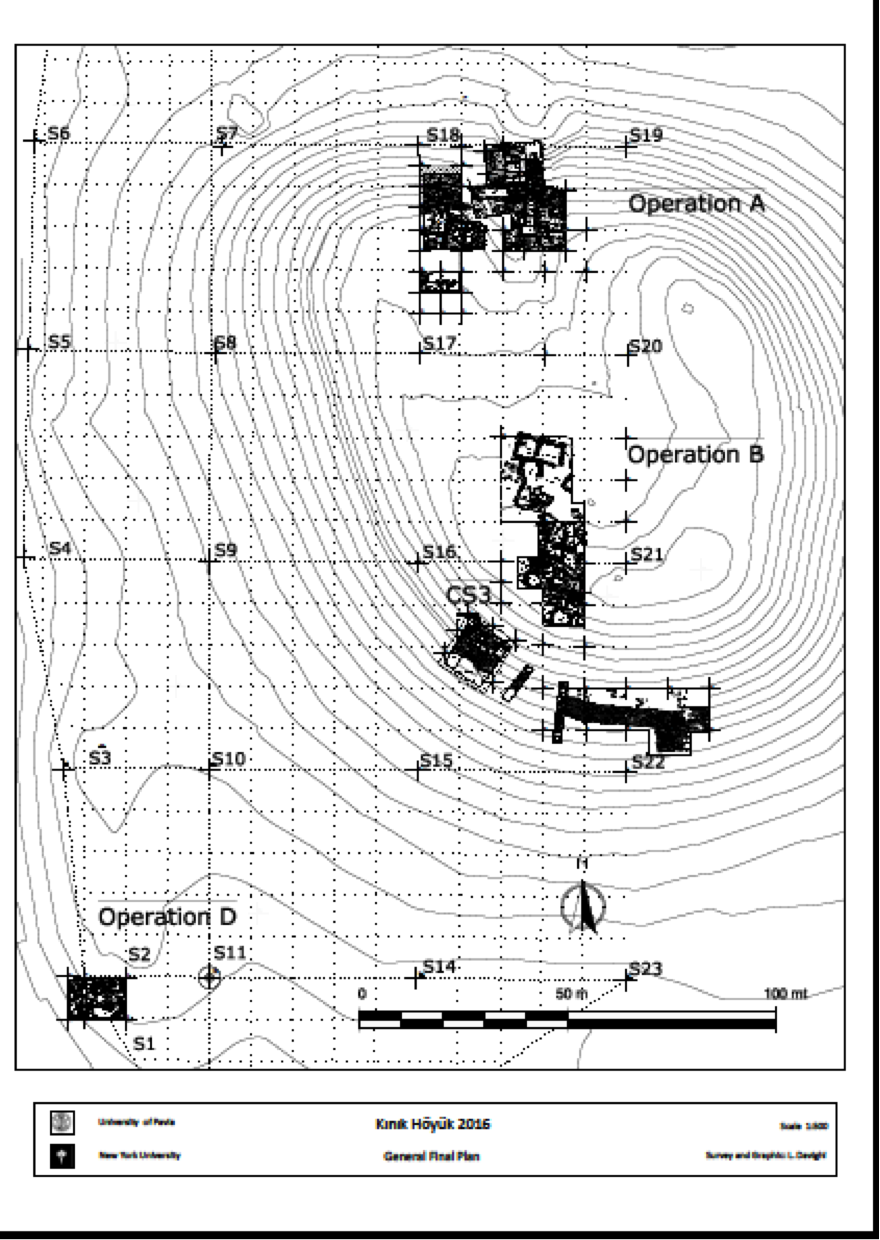 S6 S7 S18 S19
Operation A
S5 S8 S17 S20
Operation B
S4 S9 S16 S21
CS3
S3 S10 S15 S22
N
Operation D
S2 S11 S14 S23
0 50 m 100 mt
S1
University of Pavia
Kınık Höyük 2016
Scale 1:500
New York University
General Final Plan
Survey and Graphic: L. Davighi